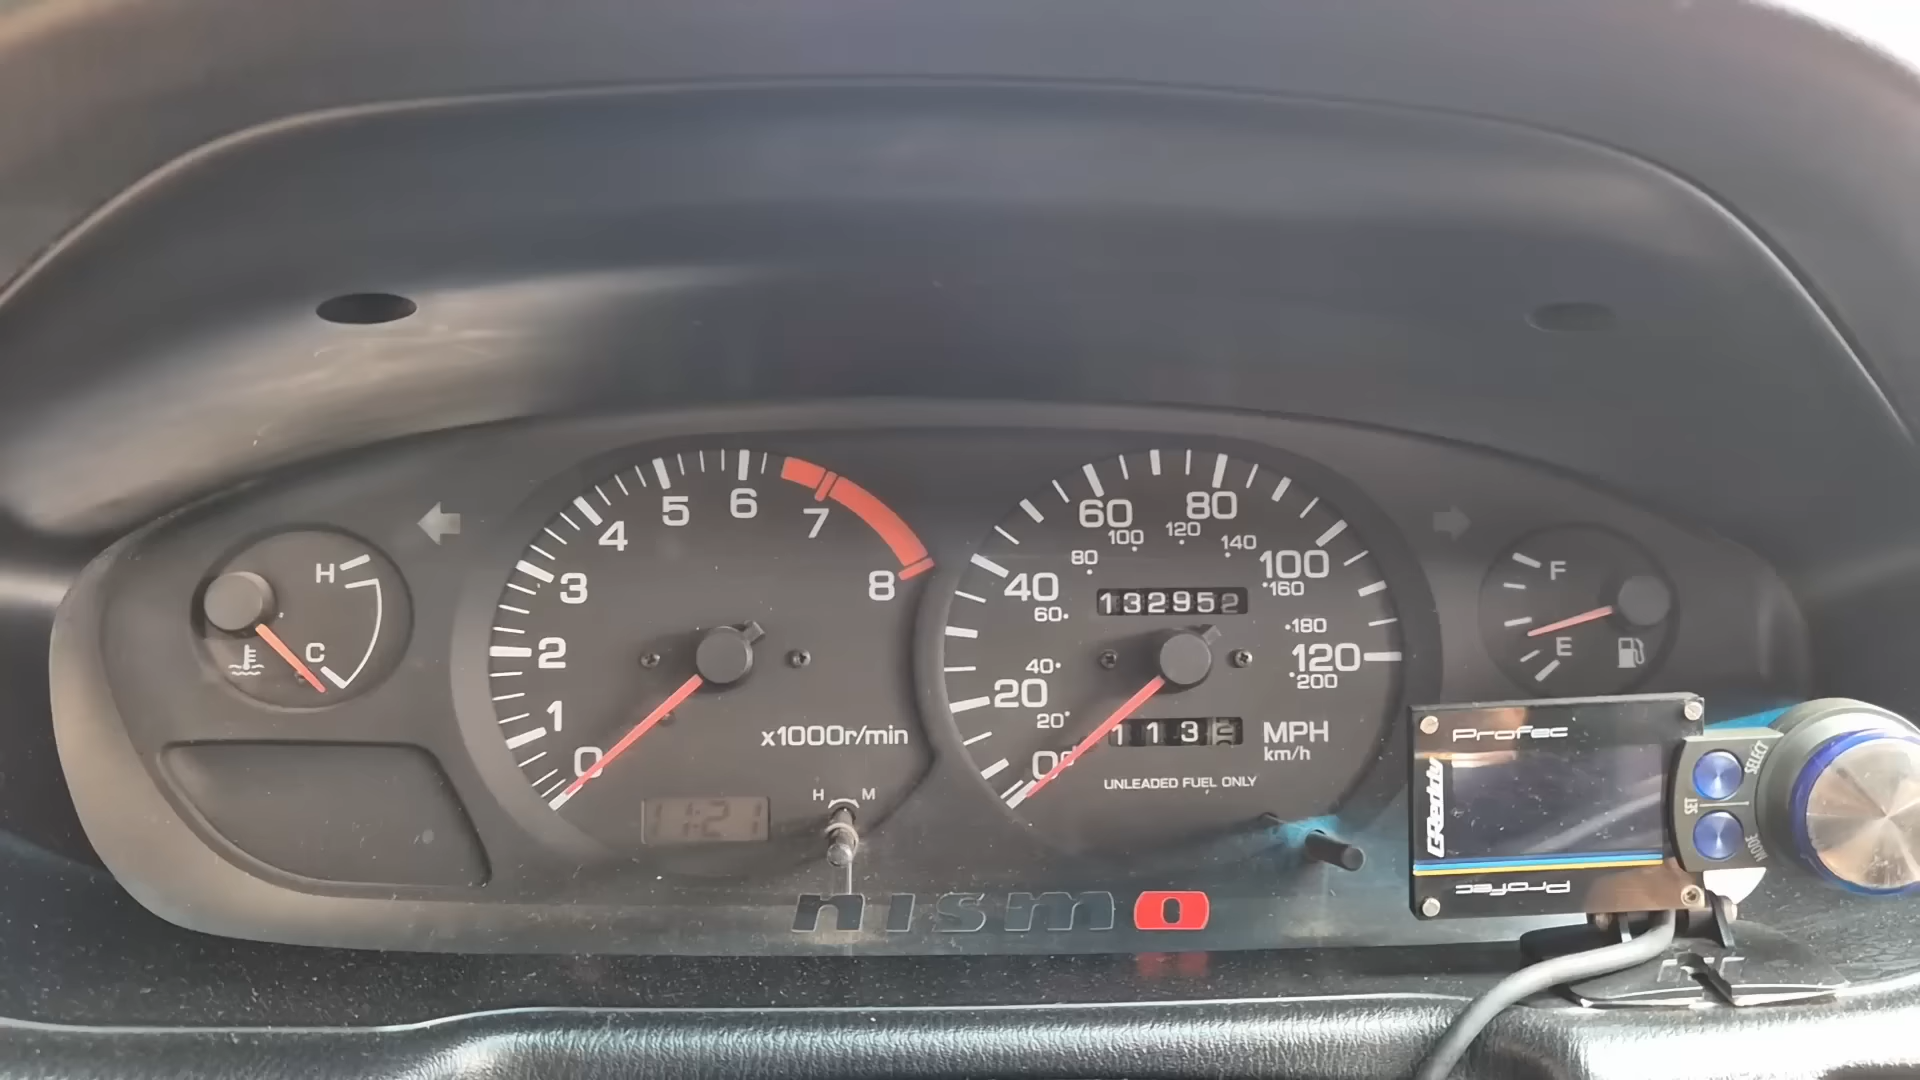 H
C
0
1
2
3
4
5
6
7
8
x1000r/min
11:21
H M
0
20
40
60
80
100
120
20
40
60
80
100
120
140
160
180
200
132952
113
MPH
km/h
UNLEADED FUEL ONLY
F
E
nismo
Profec
GReddy
Profec
SELECT
SET
MODE